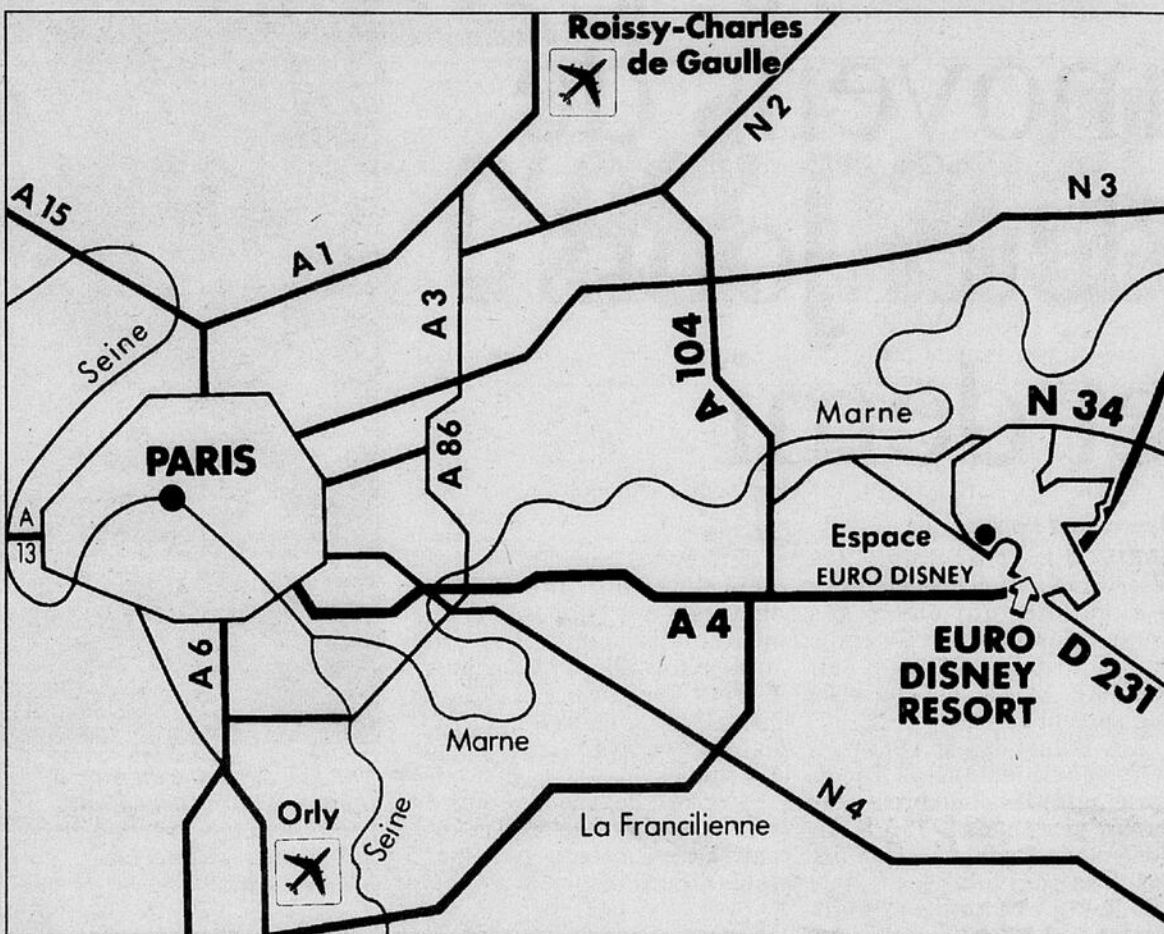 Roissy-Charles
de Gaulle
N 2
N 3
A 15
A 1
A 3
Seine
A 104
Marne
N 34
A 86
PARIS
A
13
Espace
EURO DISNEY
A 4
EURO
DISNEY
RESORT
D 231
A 6
Marne
N 4
Orly
Seine
La Francilienne